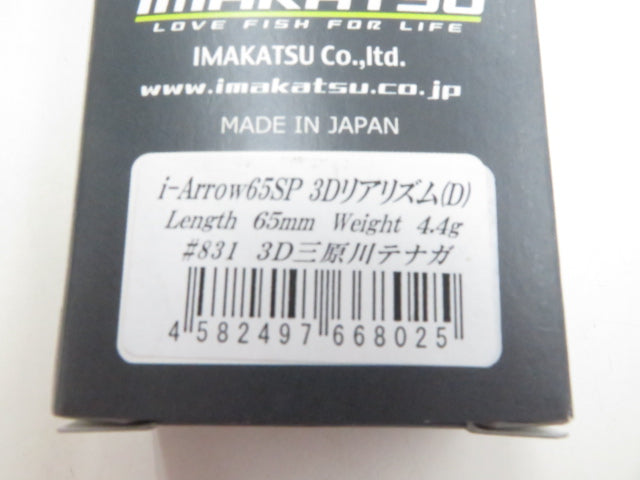 IMAKATSU
LOVE FISH FOR LIFE
IMAKATSU Co.,ltd.
www.imakatsu.co.jp
MADE IN JAPAN
i-Arrow65SP 3Dリアリズム(D)
Length 65mm Weight 4.4g
#831 3D三原川テナガ
4 582497 668025